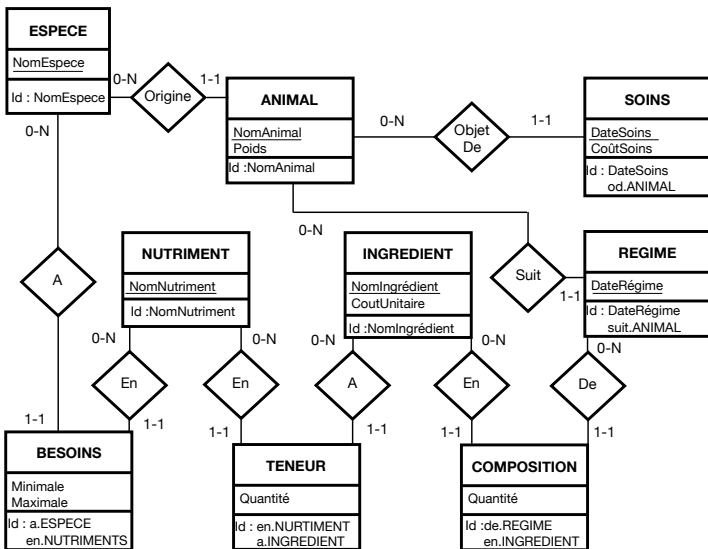 ESPECE
NomEspece
Id : NomEspece
0-N
Origine
1-1
ANIMAL
NomAnimal
Poids
Id :NomAnimal
0-N
Objet
De
1-1
SOINS
DateSoins
CoûtSoins
Id : DateSoins
od.ANIMAL
0-N
A
1-1
0-N
Suit
1-1
REGIME
DateRégime
Id : DateRégime
suit.ANIMAL
NUTRIMENT
NomNutriment
Id :NomNutriment
INGREDIENT
NomIngrédient
CoutUnitaire
Id :NomIngrédient
0-N
En
1-1
0-N
En
1-1
0-N
A
1-1
0-N
En
1-1
0-N
De
1-1
BESOINS
Minimale
Maximale
Id : a.ESPECE
en.NUTRIMENTS
TENEUR
Quantité
Id : en.NURTIMENT
a.INGREDIENT
COMPOSITION
Quantité
Id :de.REGIME
en.INGREDIENT